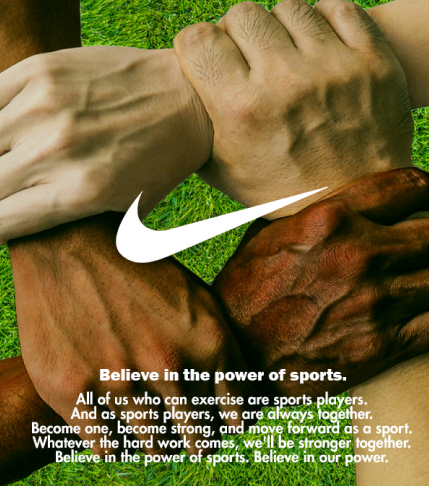 Believe in the power of sports.
All of us who can exercise are sports players.
And as sports players, we are always together.
Become one, become strong, and move forward as a sport.
Whatever the hard work comes, we'll be stronger together.
Believe in the power of sports. Believe in our power.